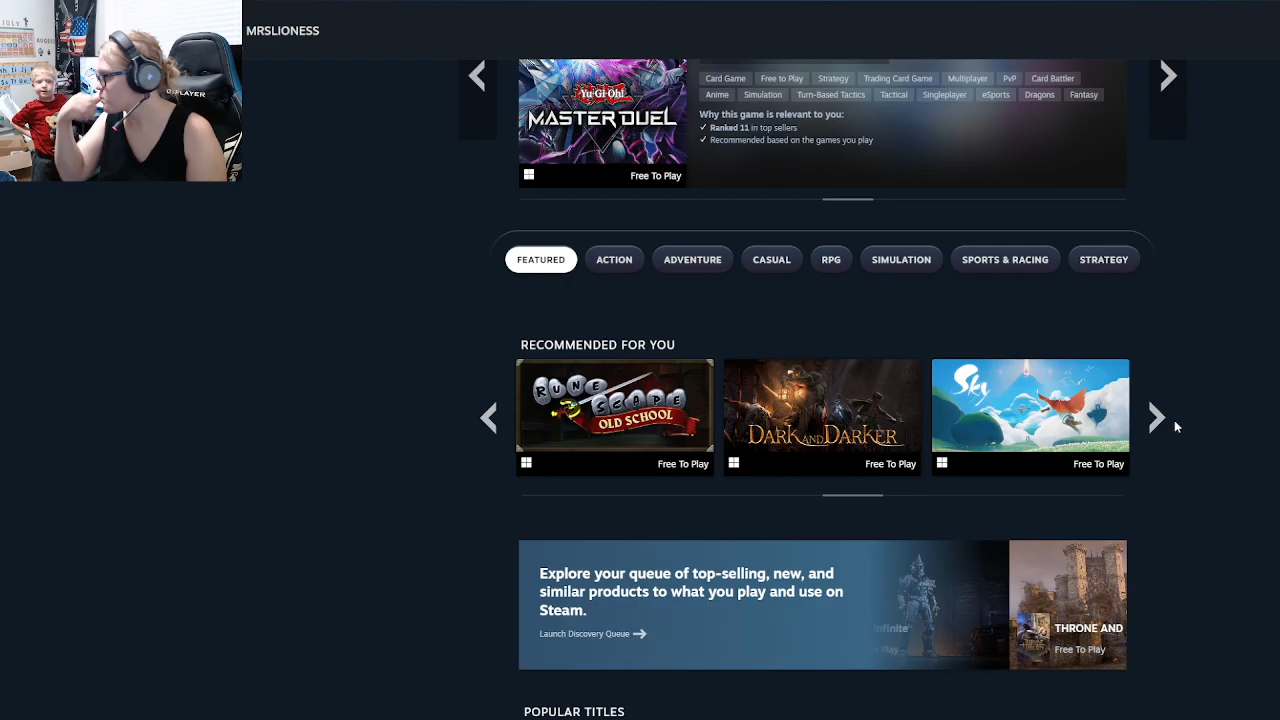 JULY
AUGUST
DXPLAYER
MRSLIONESS
Yu-Gi-Oh!
MASTER DUEL
Free To Play
Card Game Free to Play Strategy Trading Card Game Multiplayer PvP Card Battler
Anime Simulation Turn-Based Tactics Tactical Singleplayer eSports Dragons Fantasy
Why this game is relevant to you:
✓ Ranked 11 in top sellers
✓ Recommended based on the games you play
FEATURED ACTION ADVENTURE CASUAL RPG SIMULATION SPORTS & RACING STRATEGY
RECOMMENDED FOR YOU
RUNE SCAPE
OLD SCHOOL
Free To Play
DARK AND DARKER
Free To Play
Sky
Free To Play
Explore your queue of top-selling, new, and
similar products to what you play and use on
Steam.
Launch Discovery Queue
Infinite"
Play
THRONE AND
Free To Play
POPULAR TITLES